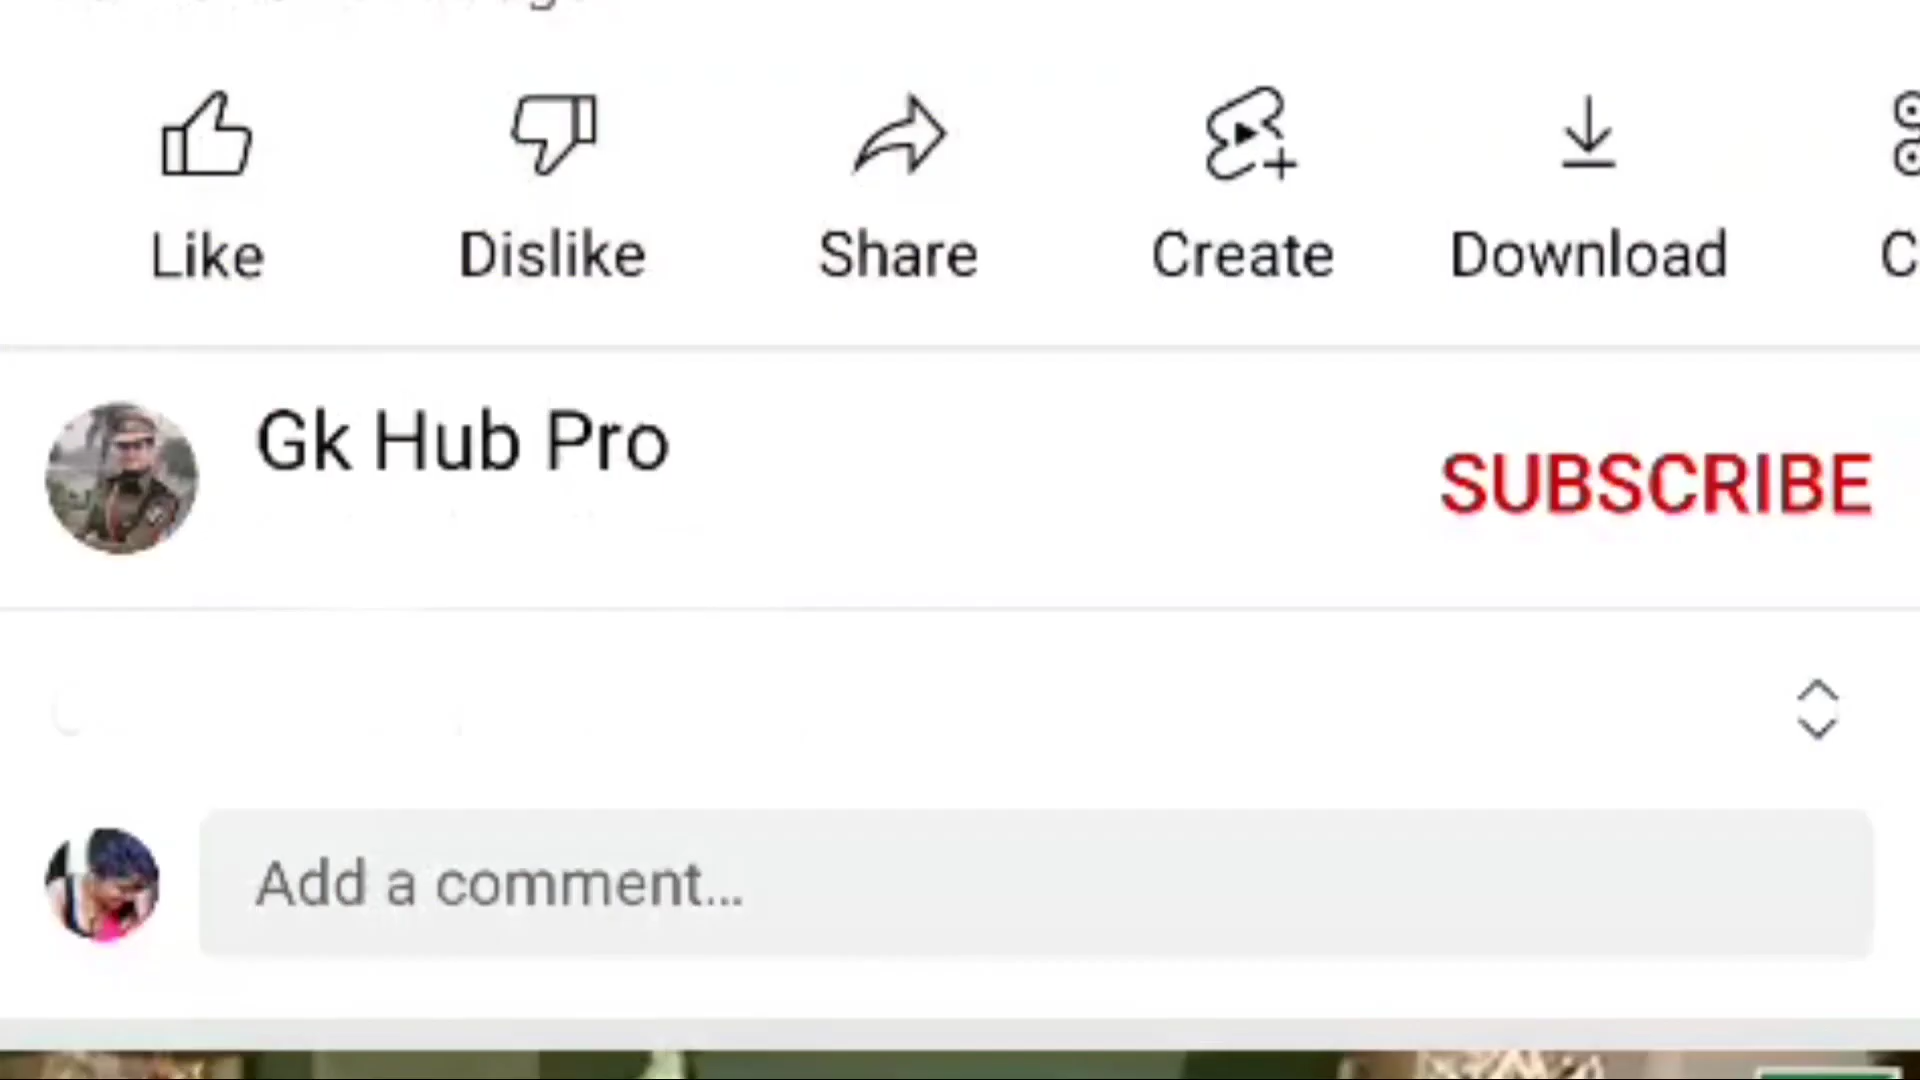 Like Dislike Share Create Download
Gk Hub Pro
SUBSCRIBE
Add a comment...